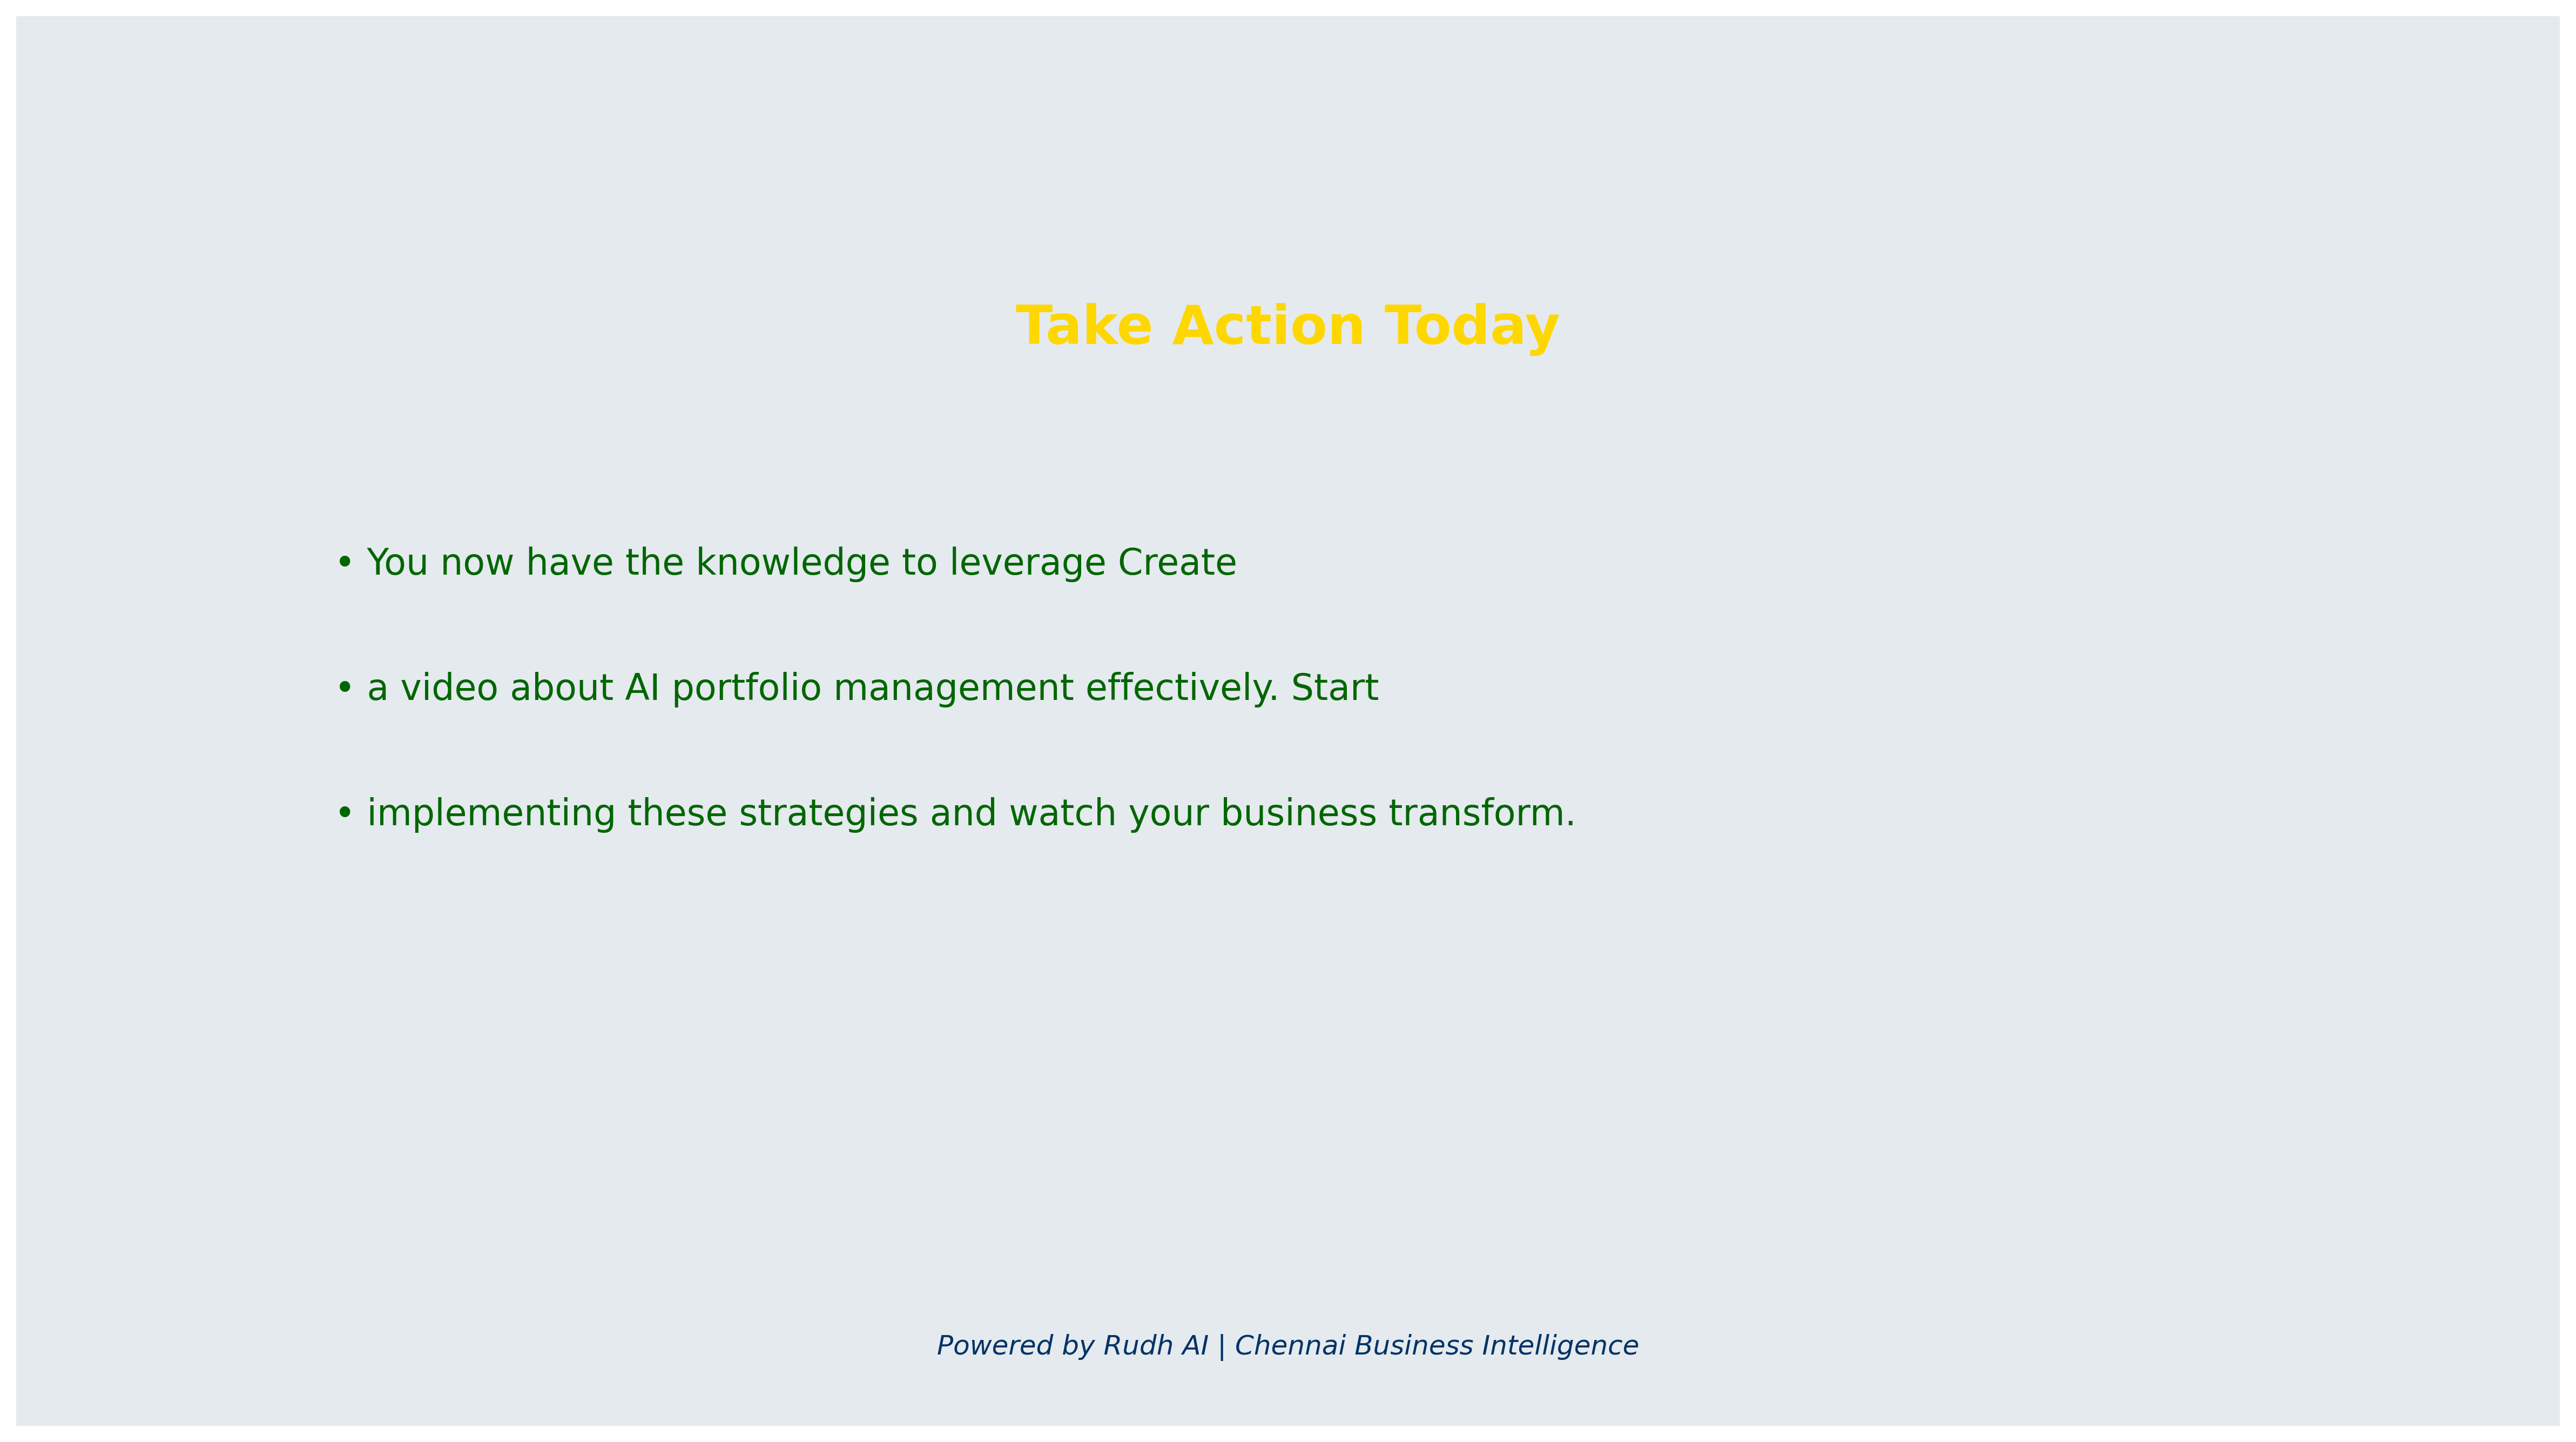 Take Action Today
• You now have the knowledge to leverage Create
• a video about AI portfolio management effectively. Start
• implementing these strategies and watch your business transform.
Powered by Rudh AI | Chennai Business Intelligence